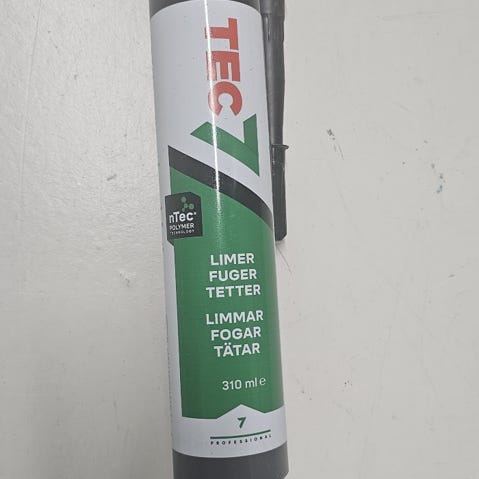 TEC7
nTec®
POLYMER
TECHNOLOGY
LIMER
FUGER
TETTER
LIMMAR
FOGAR
TÄTAR
310 ml e
7
PROFESSIONAL